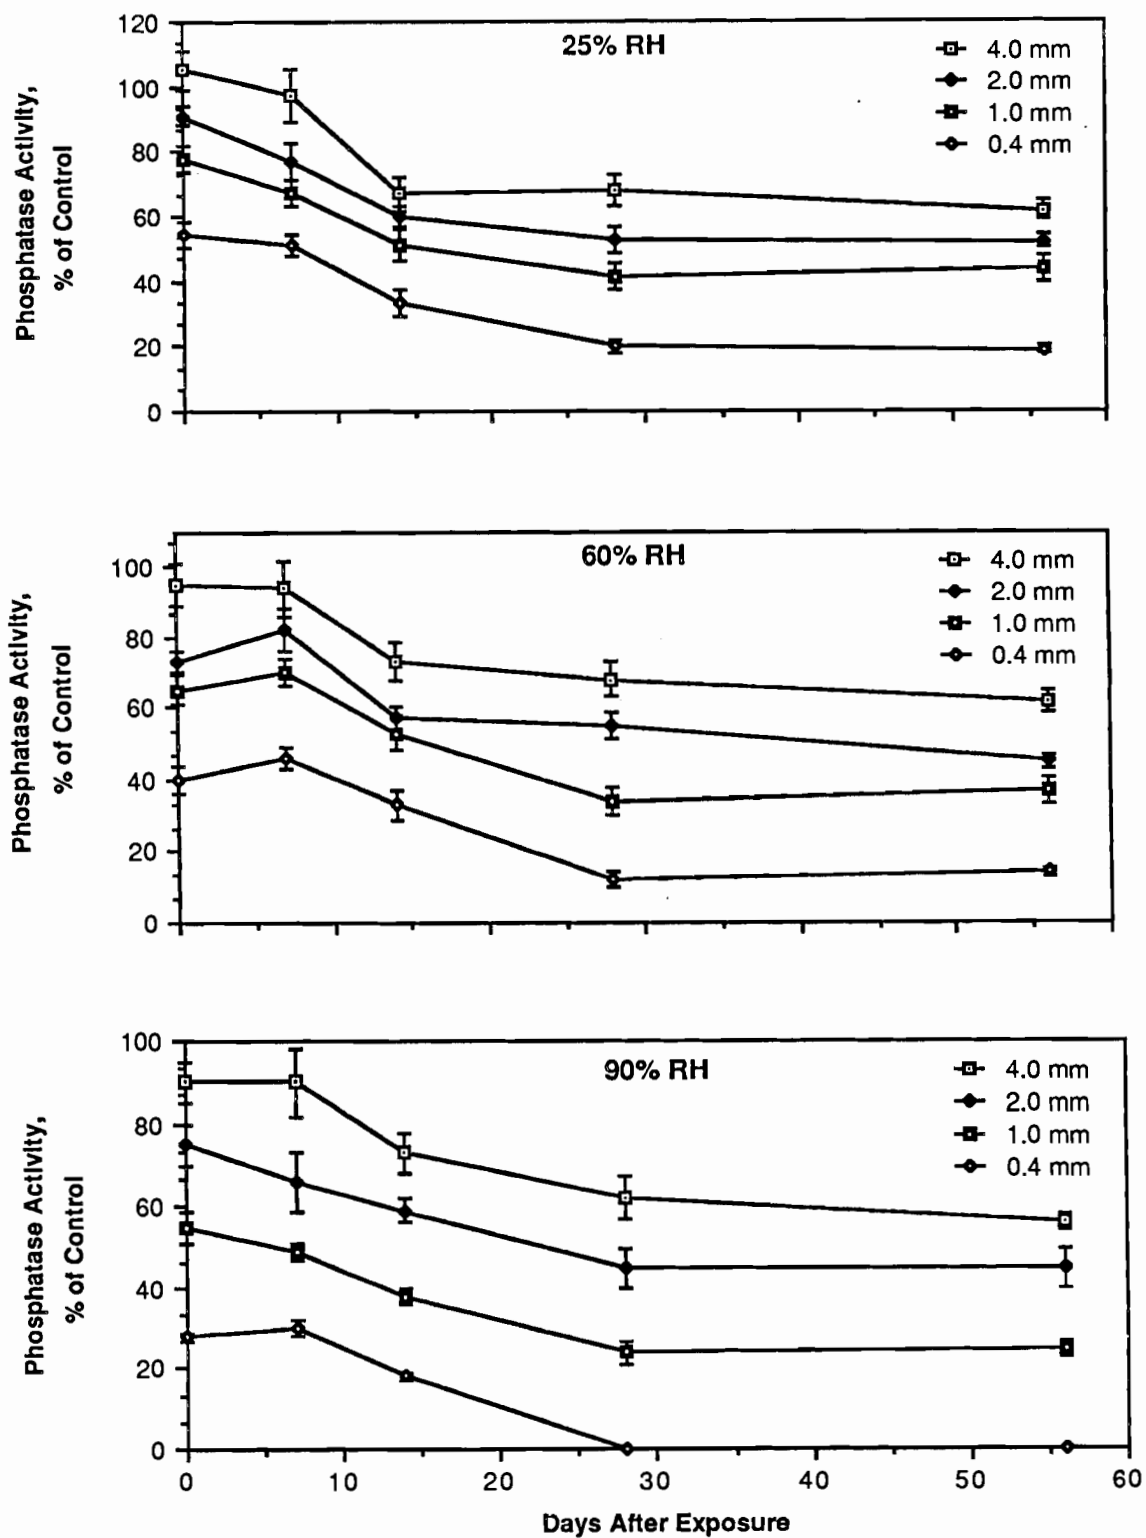 Phosphatase Activity,
% of Control
25% RH
120
100
80
60
40
20
0
4.0 mm
2.0 mm
1.0 mm
0.4 mm
Phosphatase Activity,
% of Control
60% RH
100
80
60
40
20
0
4.0 mm
2.0 mm
1.0 mm
0.4 mm
Phosphatase Activity,
% of Control
90% RH
100
80
60
40
20
0
4.0 mm
2.0 mm
1.0 mm
0.4 mm
0 10 20 30 40 50 60
Days After Exposure